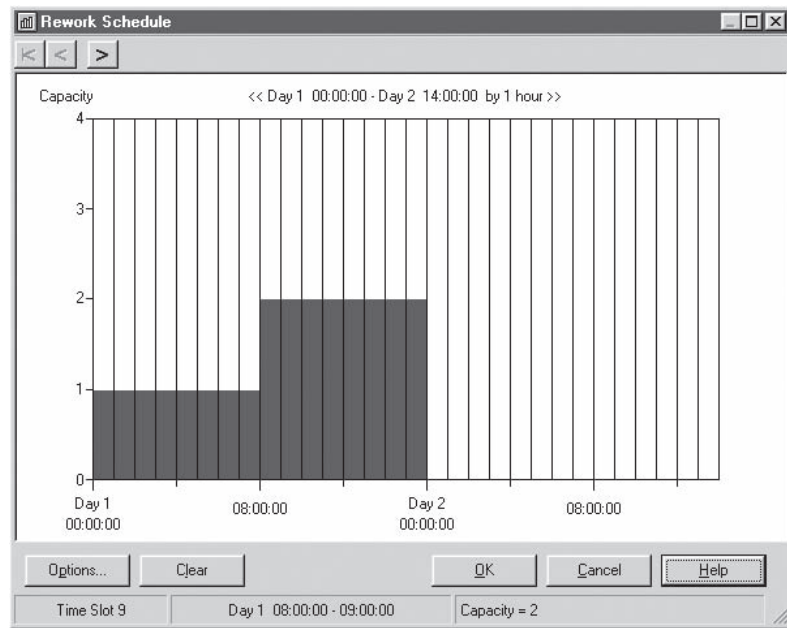 Rework Schedule
Capacity
<< Day 1 00:00:00 - Day 2 14:00:00 by 1 hour >>
4
3
2
1
0
Day 1
00:00:00
08:00:00
Day 2
00:00:00
08:00:00
Options...
Clear
OK
Cancel
Help
Time Slot 9
Day 1 08:00:00 - 09:00:00
Capacity = 2